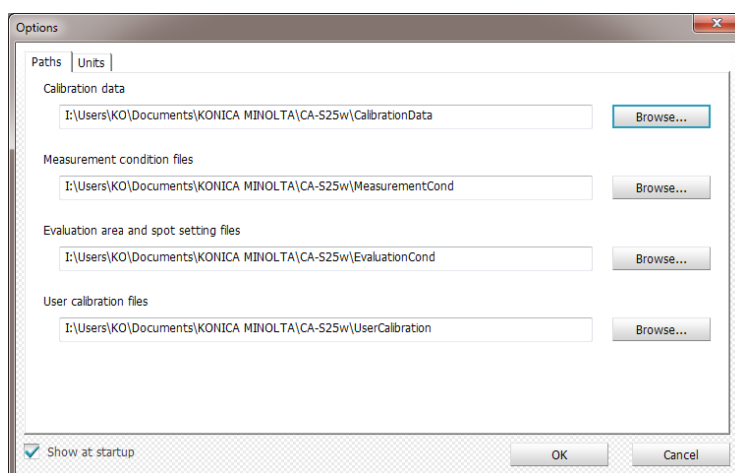 Options
Paths
Units
Calibration data
I:\Users\KO\Documents\KONICA MINOLTA\CA-S25w\CalibrationData
Browse...
Measurement condition files
I:\Users\KO\Documents\KONICA MINOLTA\CA-S25w\MeasurementCond
Browse...
Evaluation area and spot setting files
I:\Users\KO\Documents\KONICA MINOLTA\CA-S25w\EvaluationCond
Browse...
User calibration files
I:\Users\KO\Documents\KONICA MINOLTA\CA-S25w\UserCalibration
Browse...
Show at startup
OK
Cancel